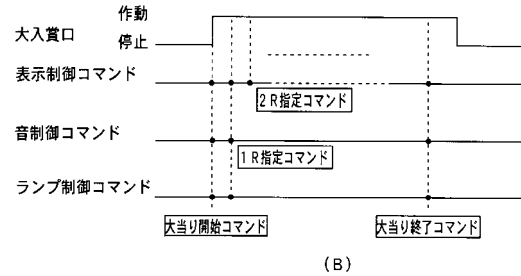 作動
大入賞口
停止
表示制御コマンド
2R指定コマンド
音制御コマンド
1R指定コマンド
ランプ制御コマンド
大当り開始コマンド
大当り終了コマンド
(B)